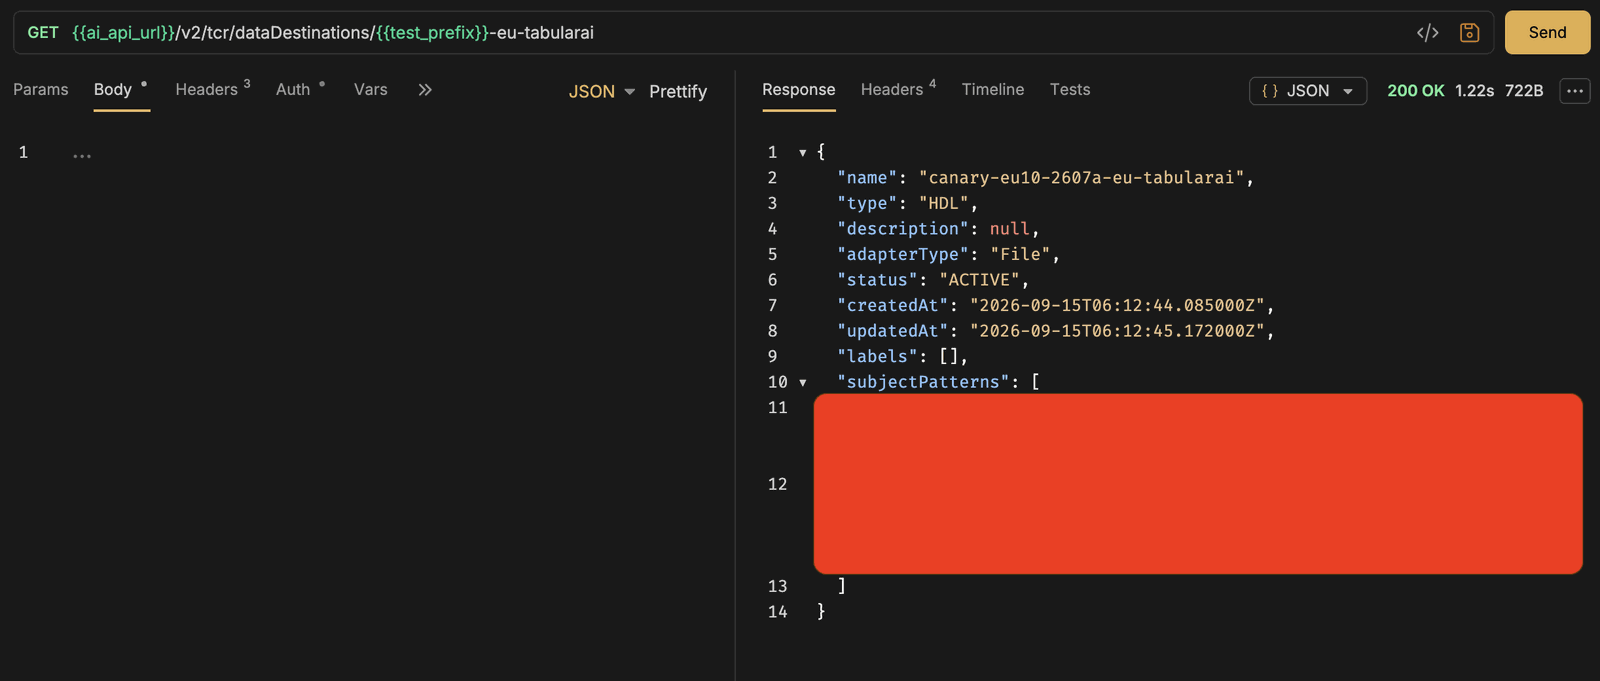 GET {{ai_api_url}}/v2/tcr/dataDestinations/{{test_prefix}}-eu-tabularai </> Send
Params Body Headers 3 Auth Vars >> JSON Prettify
1 ...
Response Headers 4 Timeline Tests { } JSON 200 OK 1.22s 722B ...
1 {
2 "name": "canary-eu10-2607a-eu-tabularai",
3 "type": "HDL",
4 "description": null,
5 "adapterType": "File",
6 "status": "ACTIVE",
7 "createdAt": "2026-09-15T06:12:44.085000Z",
8 "updatedAt": "2026-09-15T06:12:45.172000Z",
9 "labels": [],
10 "subjectPatterns": [
11
12
13 ]
14 }